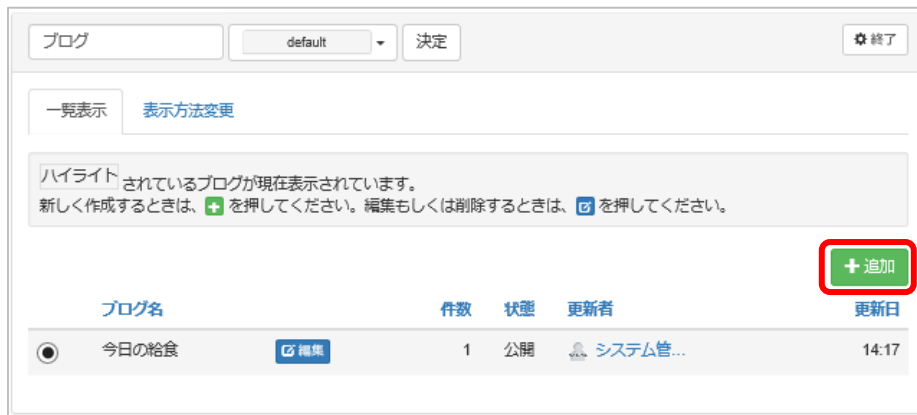 ブログ default 決定 終了
一覧表示 表示方法変更
ハイライト されているブログが現在表示されています。
新しく作成するときは、 を押してください。編集もしくは削除するときは、 を押してください。
追加
ブログ名 件数 状態 更新者 更新日
今日の給食 編集 1 公開 システム管... 14:17